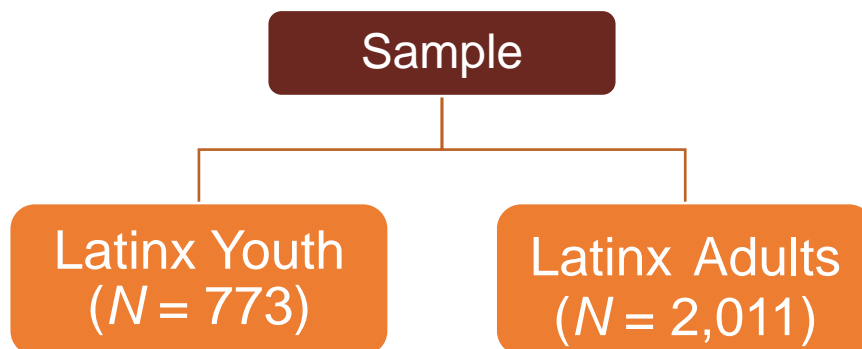 Sample
Latinx Youth
(N = 773)
Latinx Adults
(N = 2,011)